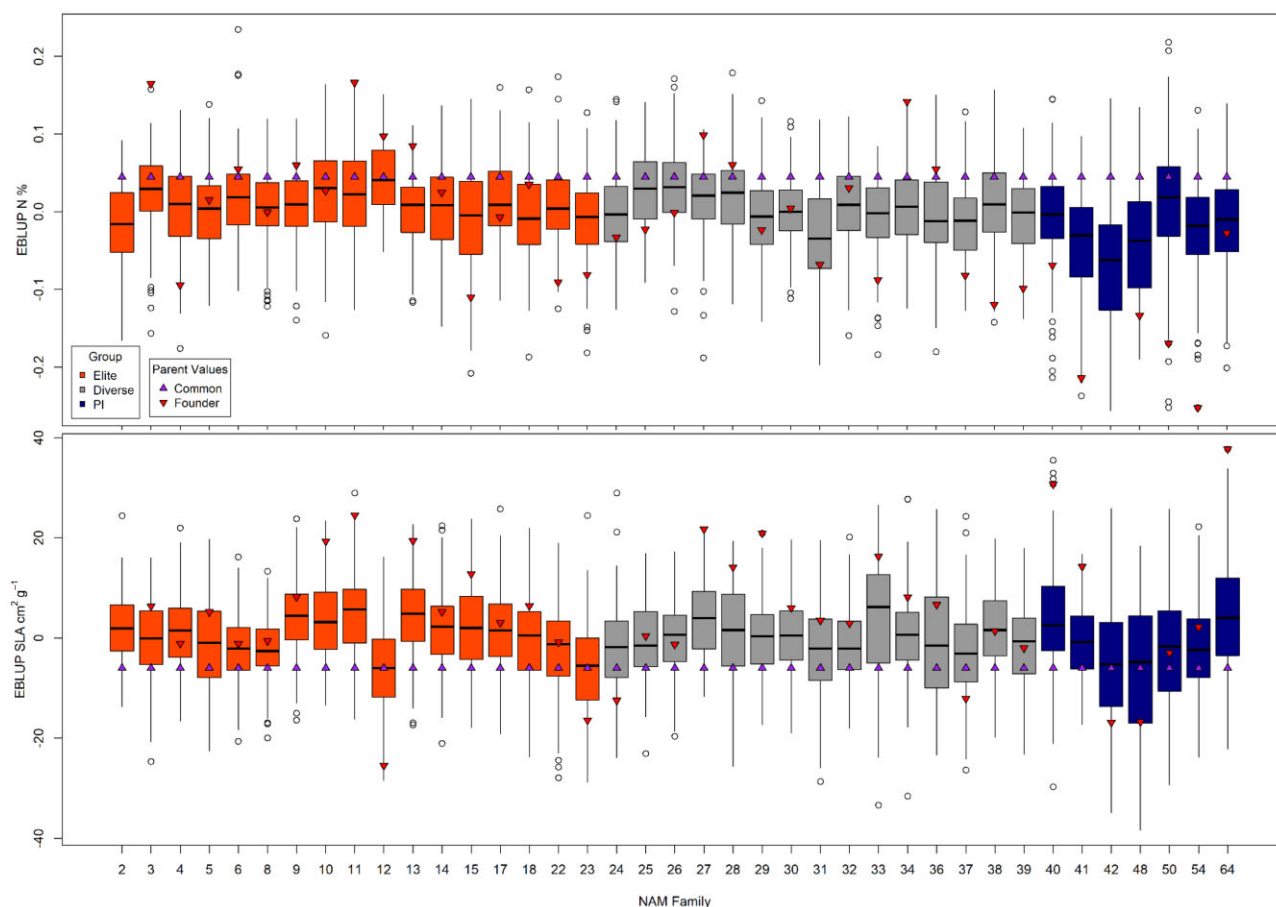 EBLUP N %
0.2
0.1
0.0
-0.1
-0.2
Group
Elite
Diverse
PI
Parent Values
Common
Founder
EBLUP SLA cm² g⁻¹
40
20
0
-20
-40
2 3 4 5 6 8 9 10 11 12 13 14 15 17 18 22 23 24 25 26 27 28 29 30 31 32 33 34 36 37 38 39 40 41 42 48 50 54 64
NAM Family